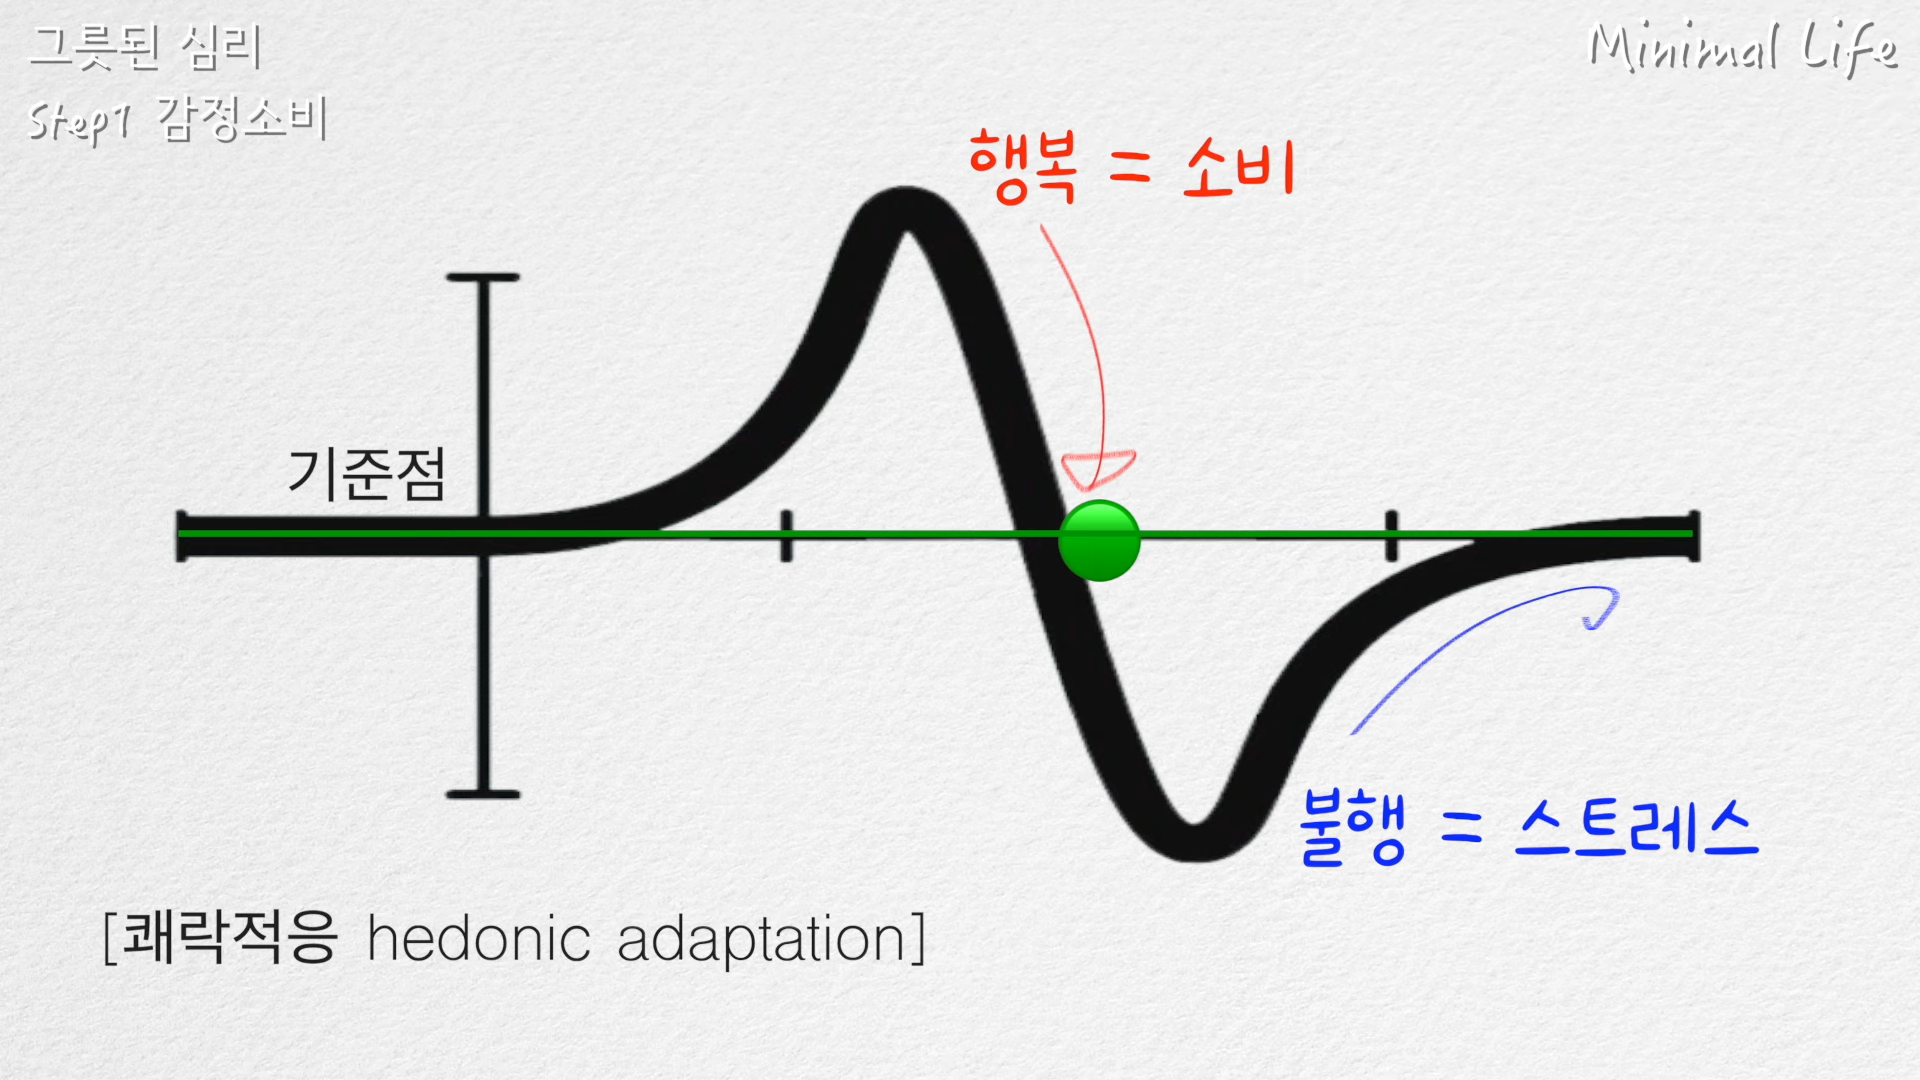 그릇된 심리
Step1 감정소비
Minimal Life
행복 = 소비
기준점
불행 = 스트레스
[쾌락적응 hedonic adaptation]